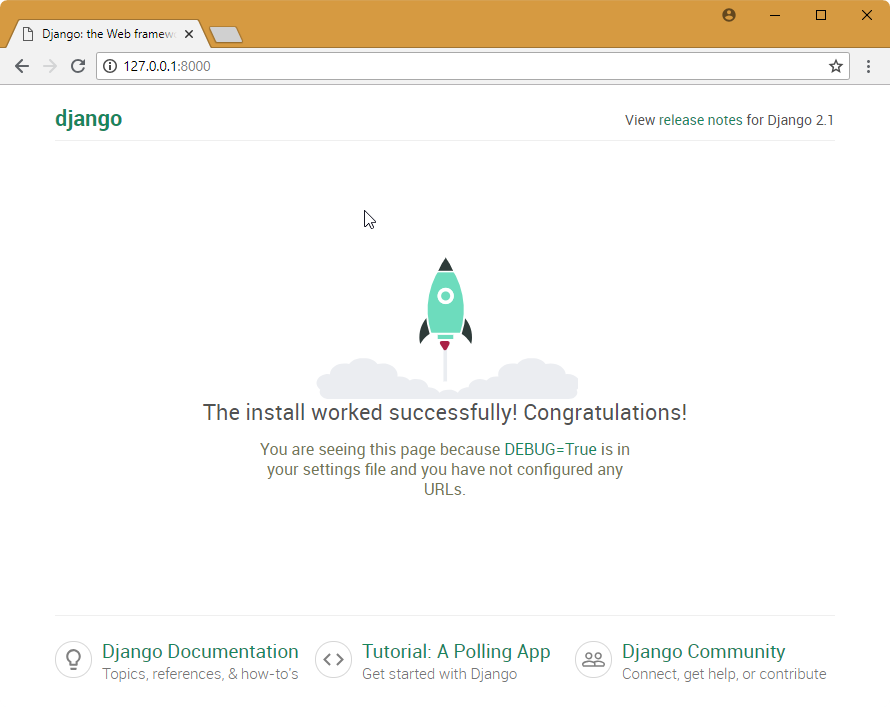 Django: the Web framew
127.0.0.1:8000
django
View release notes for Django 2.1
The install worked successfully! Congratulations!
You are seeing this page because DEBUG=True is in
your settings file and you have not configured any
URLs.
Django Documentation
Topics, references, & how-to's
Tutorial: A Polling App
Get started with Django
Django Community
Connect, get help, or contribute